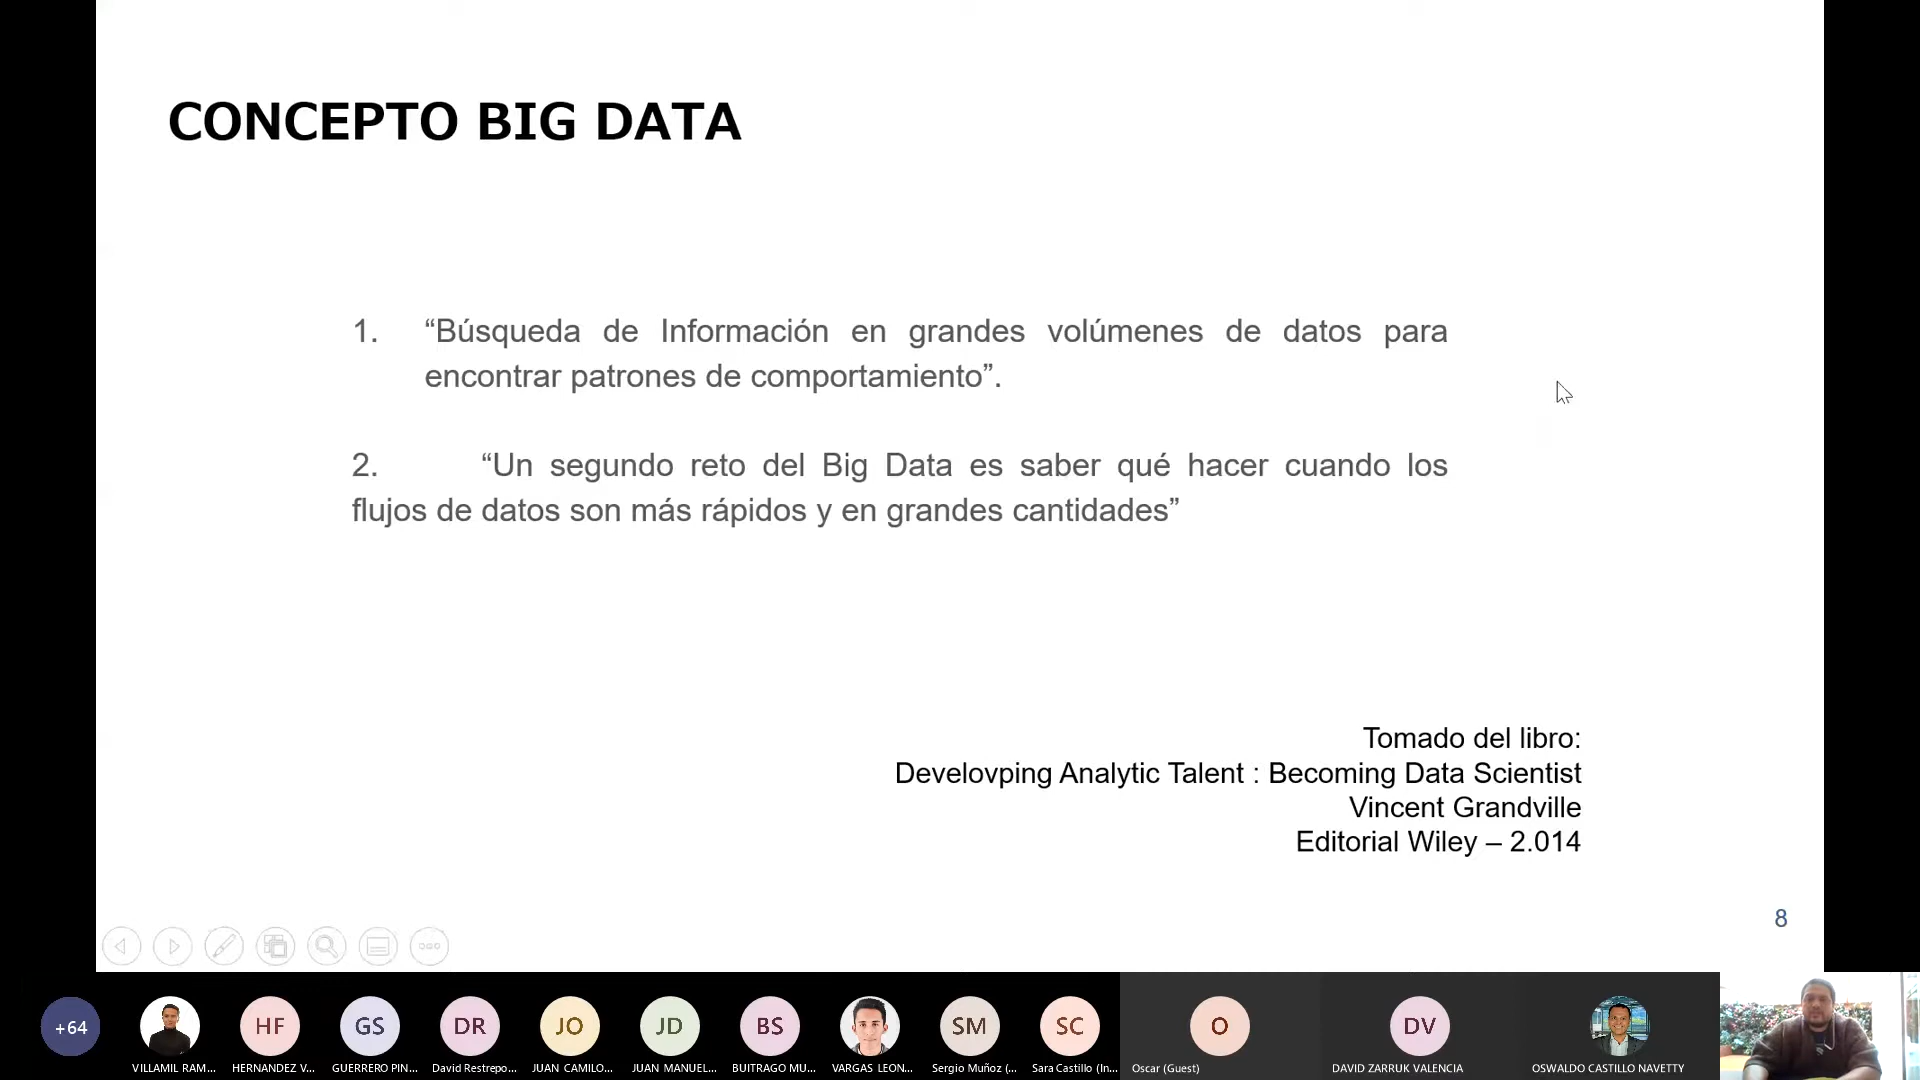 CONCEPTO BIG DATA
1. “Búsqueda de Información en grandes volúmenes de datos para
encontrar patrones de comportamiento”.
2. “Un segundo reto del Big Data es saber qué hacer cuando los
flujos de datos son más rápidos y en grandes cantidades”
Tomado del libro:
Develovping Analytic Talent : Becoming Data Scientist
Vincent Grandville
Editorial Wiley – 2.014
8
+64
HF
GS
DR
JO
JD
BS
SM
SC
O
DV
VILLAMIL RAM...
HERNANDEZ V...
GUERRERO PIN...
David Restrepo...
JUAN CAMILO...
JUAN MANUEL...
BUITRAGO MU...
VARGAS LEON...
Sergio Muñoz (...
Sara Castillo (In...
Oscar (Guest)
DAVID ZARRUK VALENCIA
OSWALDO CASTILLO NAVETTY